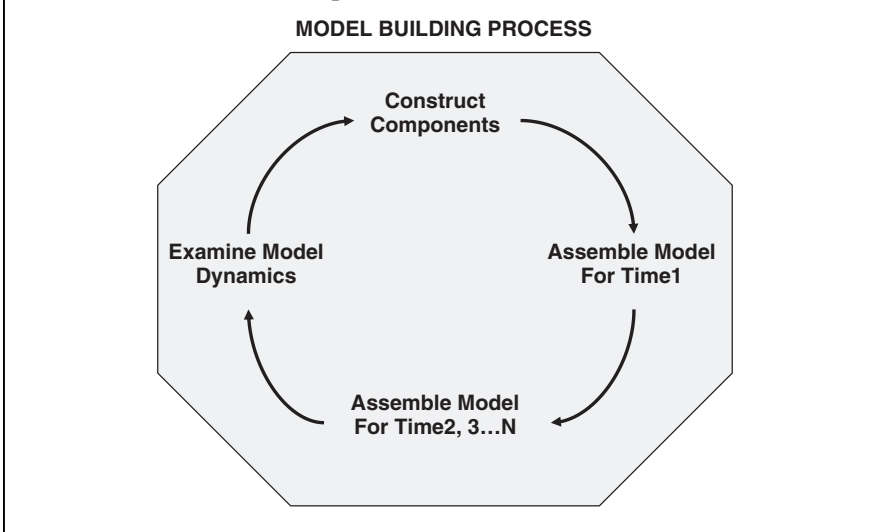 MODEL BUILDING PROCESS
Construct
Components
Assemble Model
For Time1
Assemble Model
For Time2, 3...N
Examine Model
Dynamics